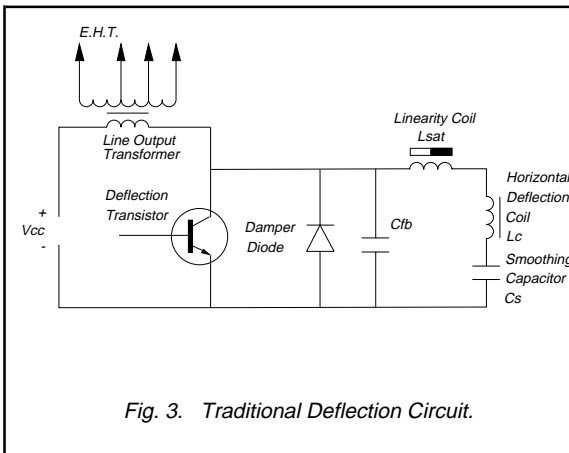 E.H.T.
Linearity Coil
Lsat
Line Output
Transformer
Horizontal
Deflection
Coil
Lc
Deflection
Transistor
+
Vcc
-
Damper
Diode
Cfb
Smoothing
Capacitor
Cs
Fig. 3. Traditional Deflection Circuit.